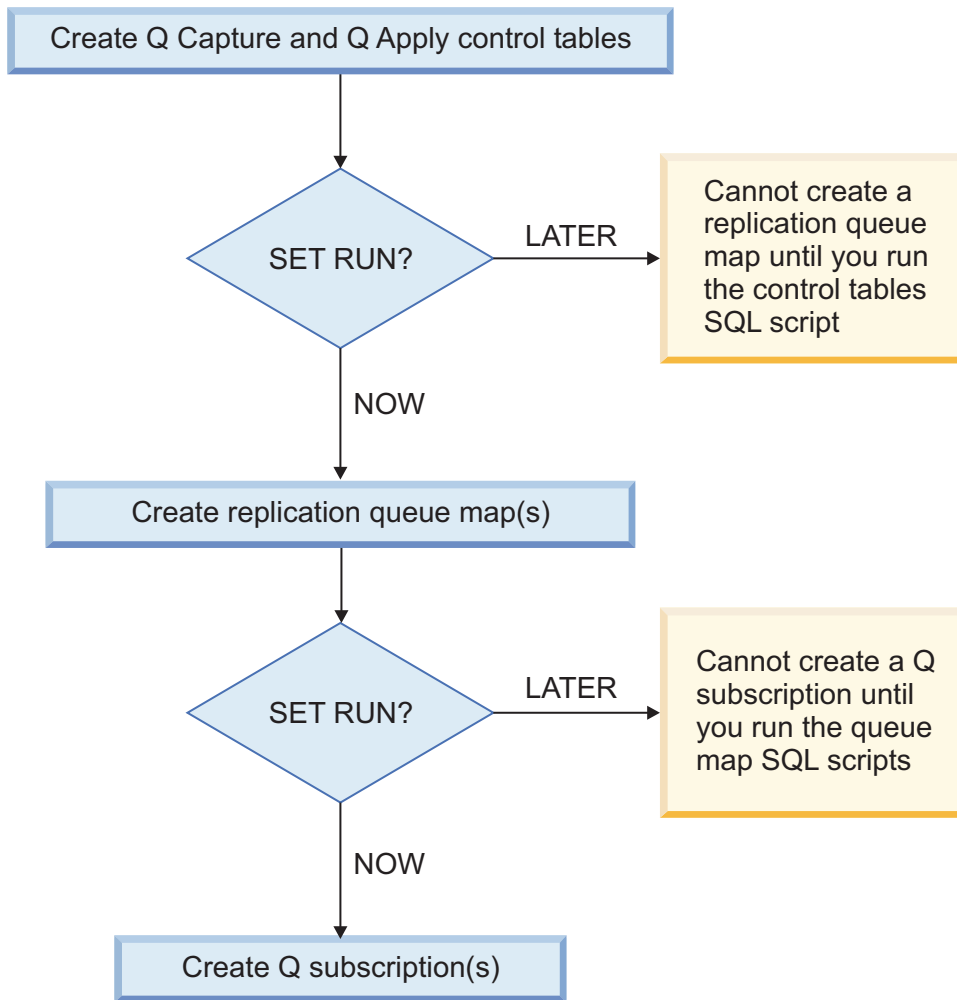 Create Q Capture and Q Apply control tables
SET RUN?
LATER
Cannot create a
replication queue
map until you run
the control tables
SQL script
NOW
Create replication queue map(s)
SET RUN?
LATER
Cannot create a Q
subscription until
you run the queue
map SQL scripts
NOW
Create Q subscription(s)